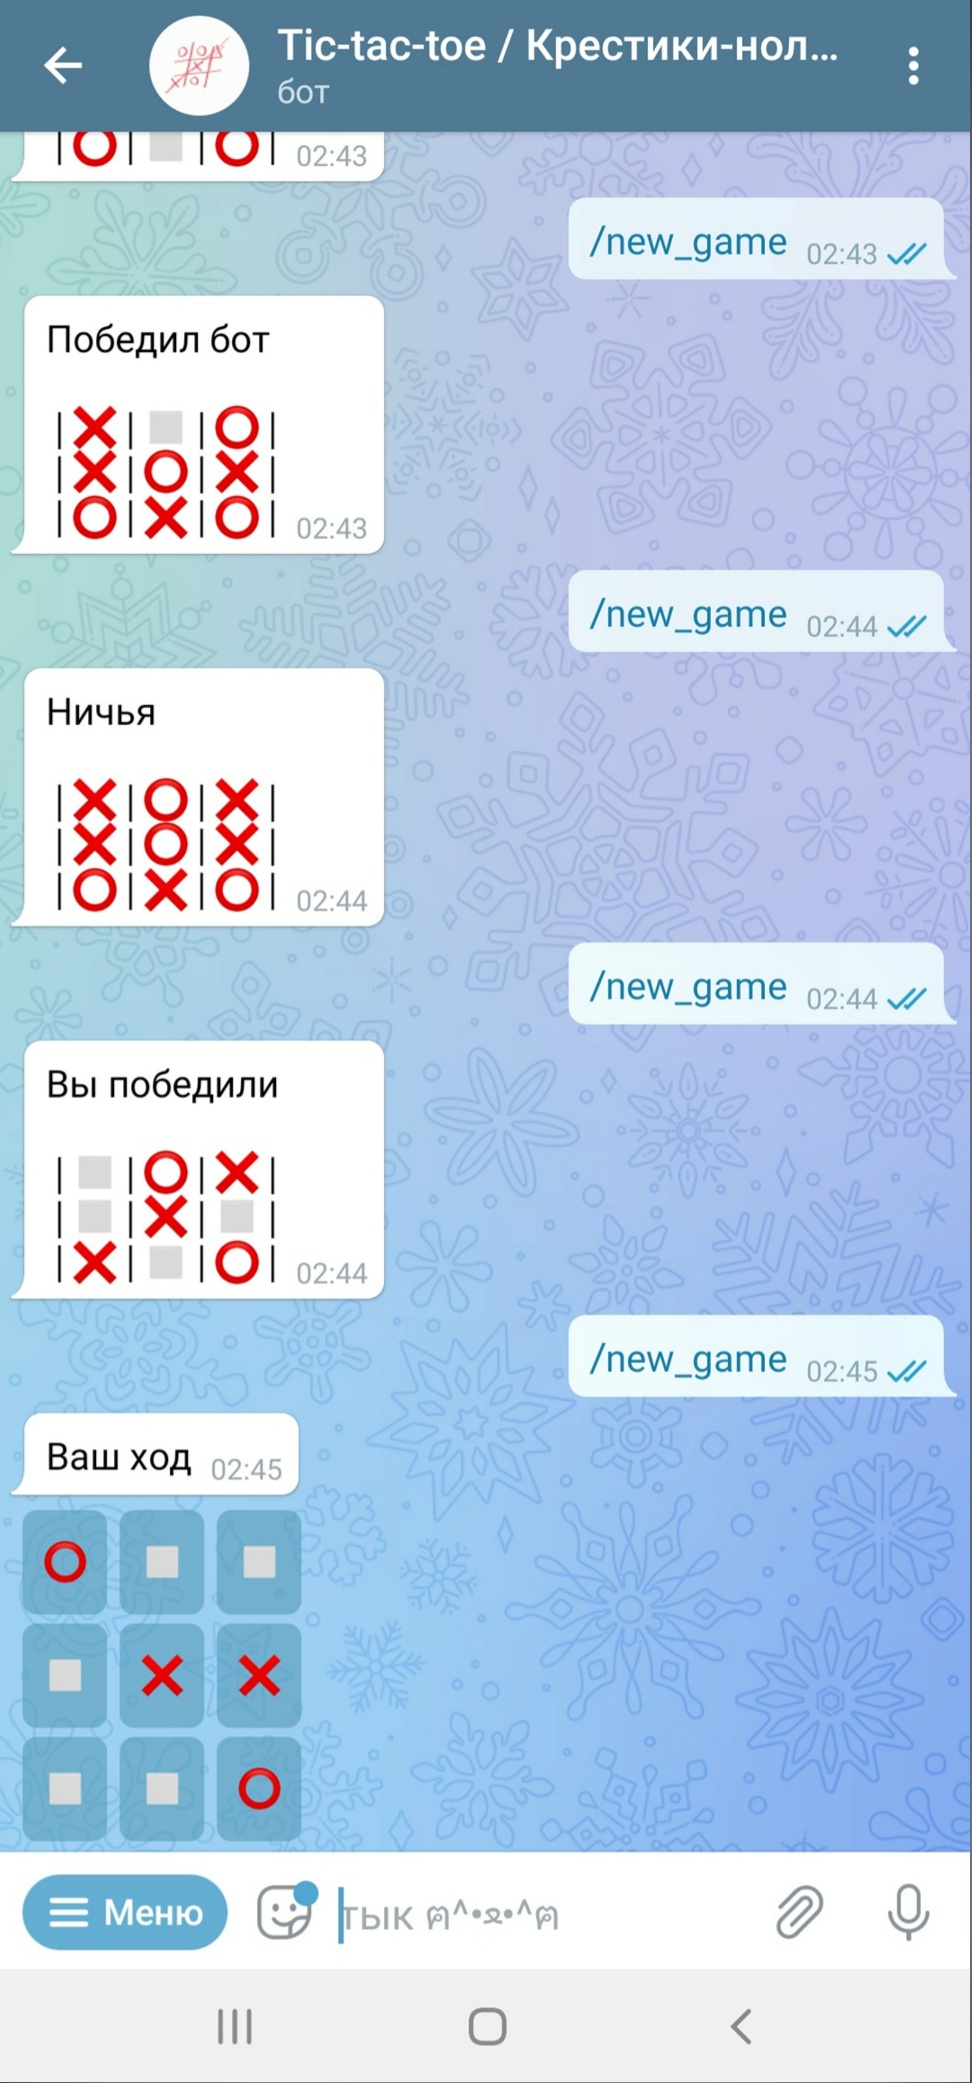 Tic-tac-toe / Крестики-нол...
бот
|⭕|⬜|⭕| 02:43
/new_game 02:43
Победил бот
|❌|⬜|⭕|
|❌|⭕|❌|
|⭕|❌|⭕| 02:43
/new_game 02:44
Ничья
|❌|⭕|❌|
|❌|⭕|❌|
|⭕|❌|⭕| 02:44
/new_game 02:44
Вы победили
|⬜|⭕|❌|
|⬜|❌|⬜|
|❌|⬜|⭕| 02:44
/new_game 02:45
Ваш ход 02:45
⭕ ⬜ ⬜
⬜ ❌ ❌
⬜ ⬜ ⭕
Меню
тык ฅ^•ﻌ•^ฅ